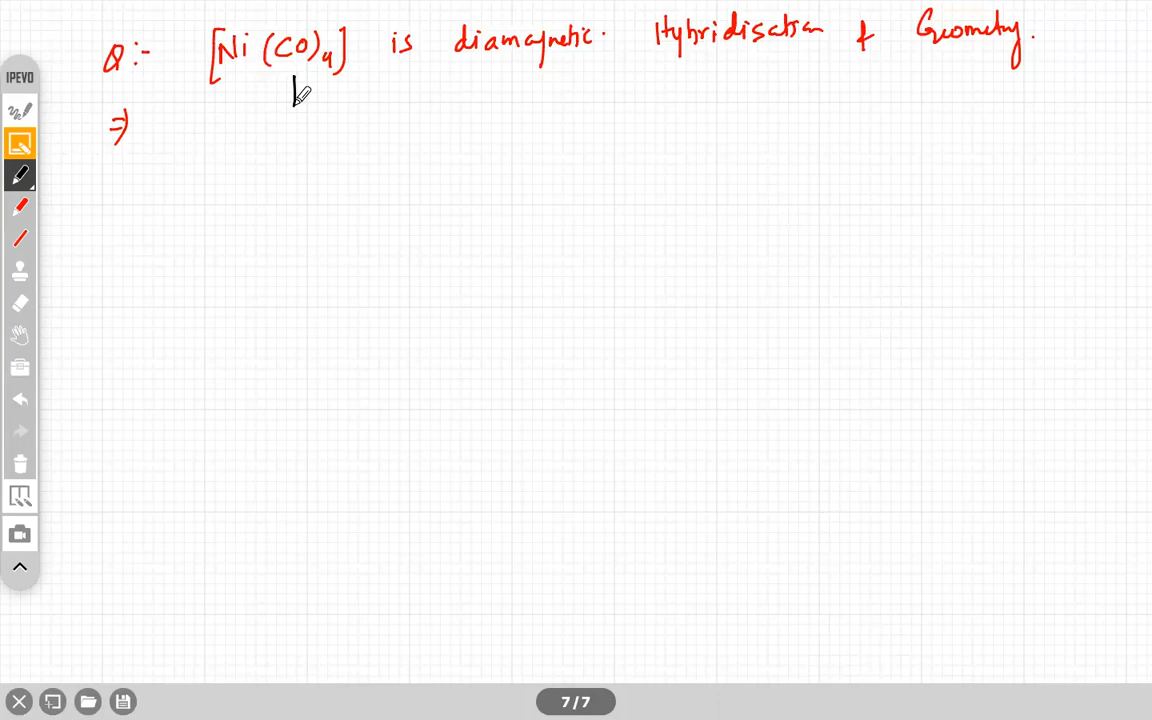 Q:- [Ni(CO)₄] is diamagnetic. Hybridisation & Geometry.
IPEVO
⇒
7/7